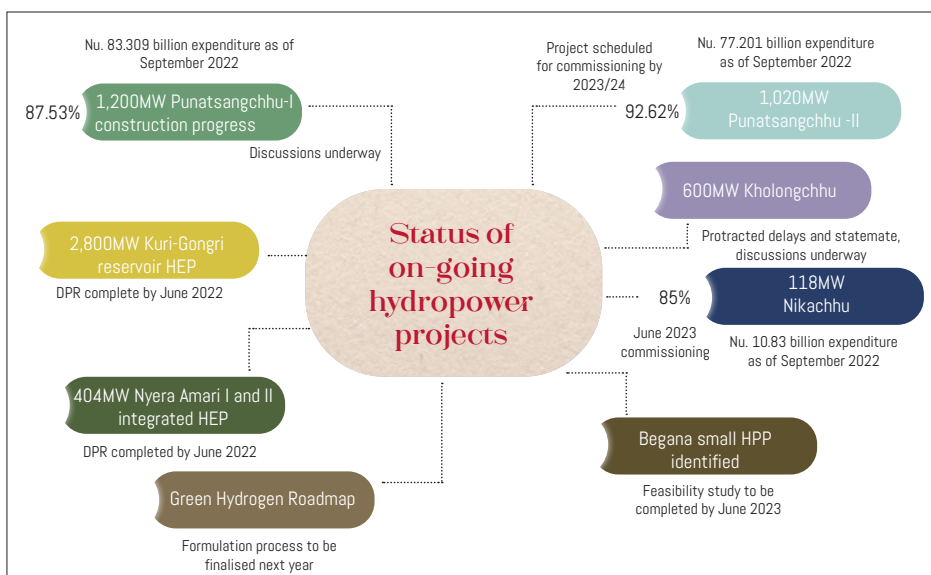 Nu. 83.309 billion expenditure as of
September 2022
87.53%
1,200MW Punatsangchhu-I
construction progress
Discussions underway
Project scheduled
for commissioning by
2023/24
Nu. 77.201 billion expenditure
as of September 2022
92.62%
1,020MW
Punatsangchhu -II
600MW Kholongchhu
Protracted delays and statemate,
discussions underway
2,800MW Kuri-Gongri
reservoir HEP
DPR complete by June 2022
Status of
on-going
hydropower
projects
85%
118MW
Nikachhu
June 2023
commissioning
Nu. 10.83 billion expenditure
as of September 2022
404MW Nyera Amari I and II
integrated HEP
DPR completed by June 2022
Begana small HPP
identified
Feasibility study to be
completed by June 2023
Green Hydrogen Roadmap
Formulation process to be
finalised next year